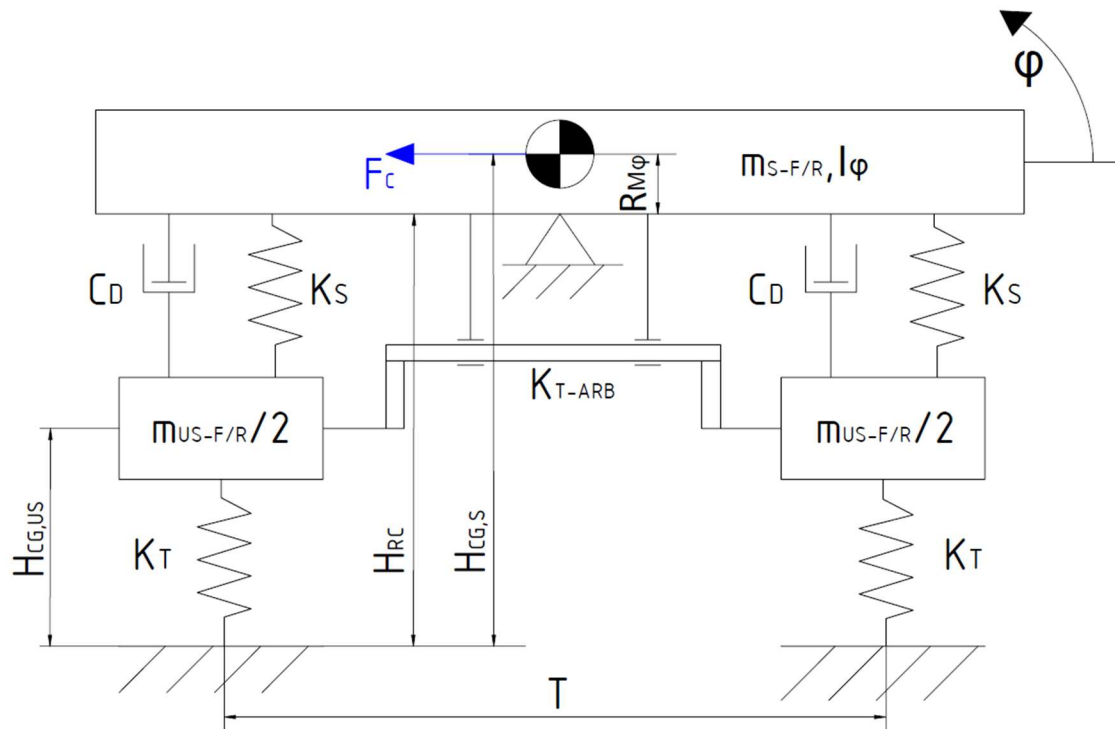 φ
FC
RMφ
mS-F/R, Iφ
CD
KS
CD
KS
KT-ARB
mUS-F/R/2
mUS-F/R/2
HCG,US
HRC
HCG,S
KT
KT
T